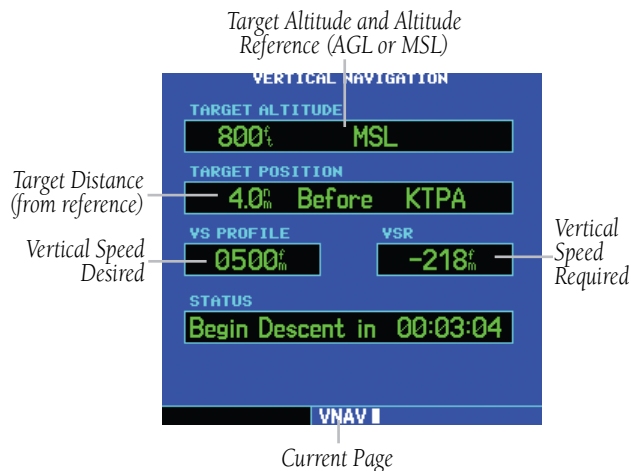 Target Altitude and Altitude
Reference (AGL or MSL)
VERTICAL NAVIGATION
TARGET ALTITUDE
800ft MSL
TARGET POSITION
Target Distance
(from reference)
4.0nm Before KTPA
VS PROFILE VSR
Vertical Speed
Desired
0500fm -218fm
Vertical
Speed
Required
STATUS
Begin Descent in 00:03:04
VNAV
Current Page